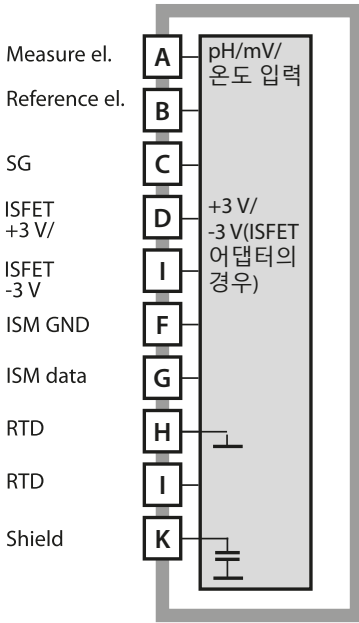 Measure el.
A
pH/mV/
온도 입력
Reference el.
B
SG
C
ISFET
+3 V/
D
+3 V/
-3 V(ISFET
어댑터의
경우)
ISFET
-3 V
I
ISM GND
F
ISM data
G
RTD
H
RTD
I
Shield
K